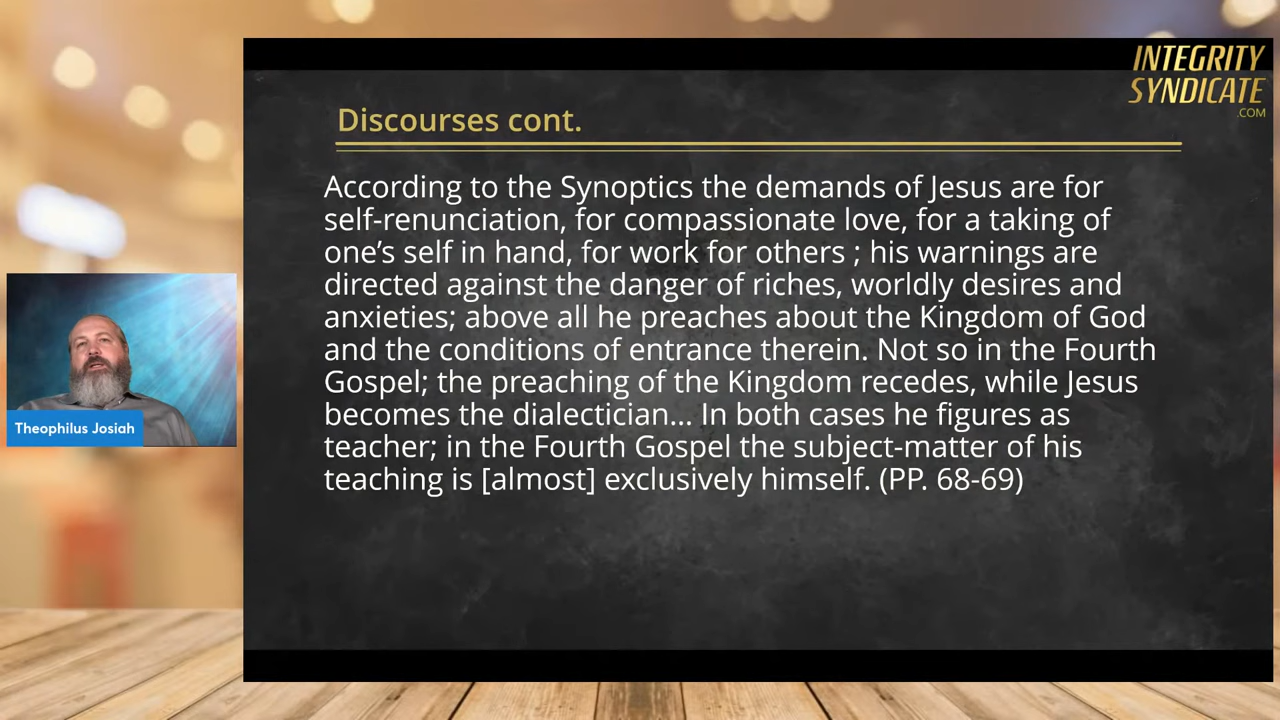 INTEGRITY
SYNDICATE
.COM
Discourses cont.
According to the Synoptics the demands of Jesus are for
self-renunciation, for compassionate love, for a taking of
one’s self in hand, for work for others ; his warnings are
directed against the danger of riches, worldly desires and
anxieties; above all he preaches about the Kingdom of God
and the conditions of entrance therein. Not so in the Fourth
Gospel; the preaching of the Kingdom recedes, while Jesus
becomes the dialectician... In both cases he figures as
teacher; in the Fourth Gospel the subject-matter of his
teaching is [almost] exclusively himself. (PP. 68-69)
Theophilus Josiah